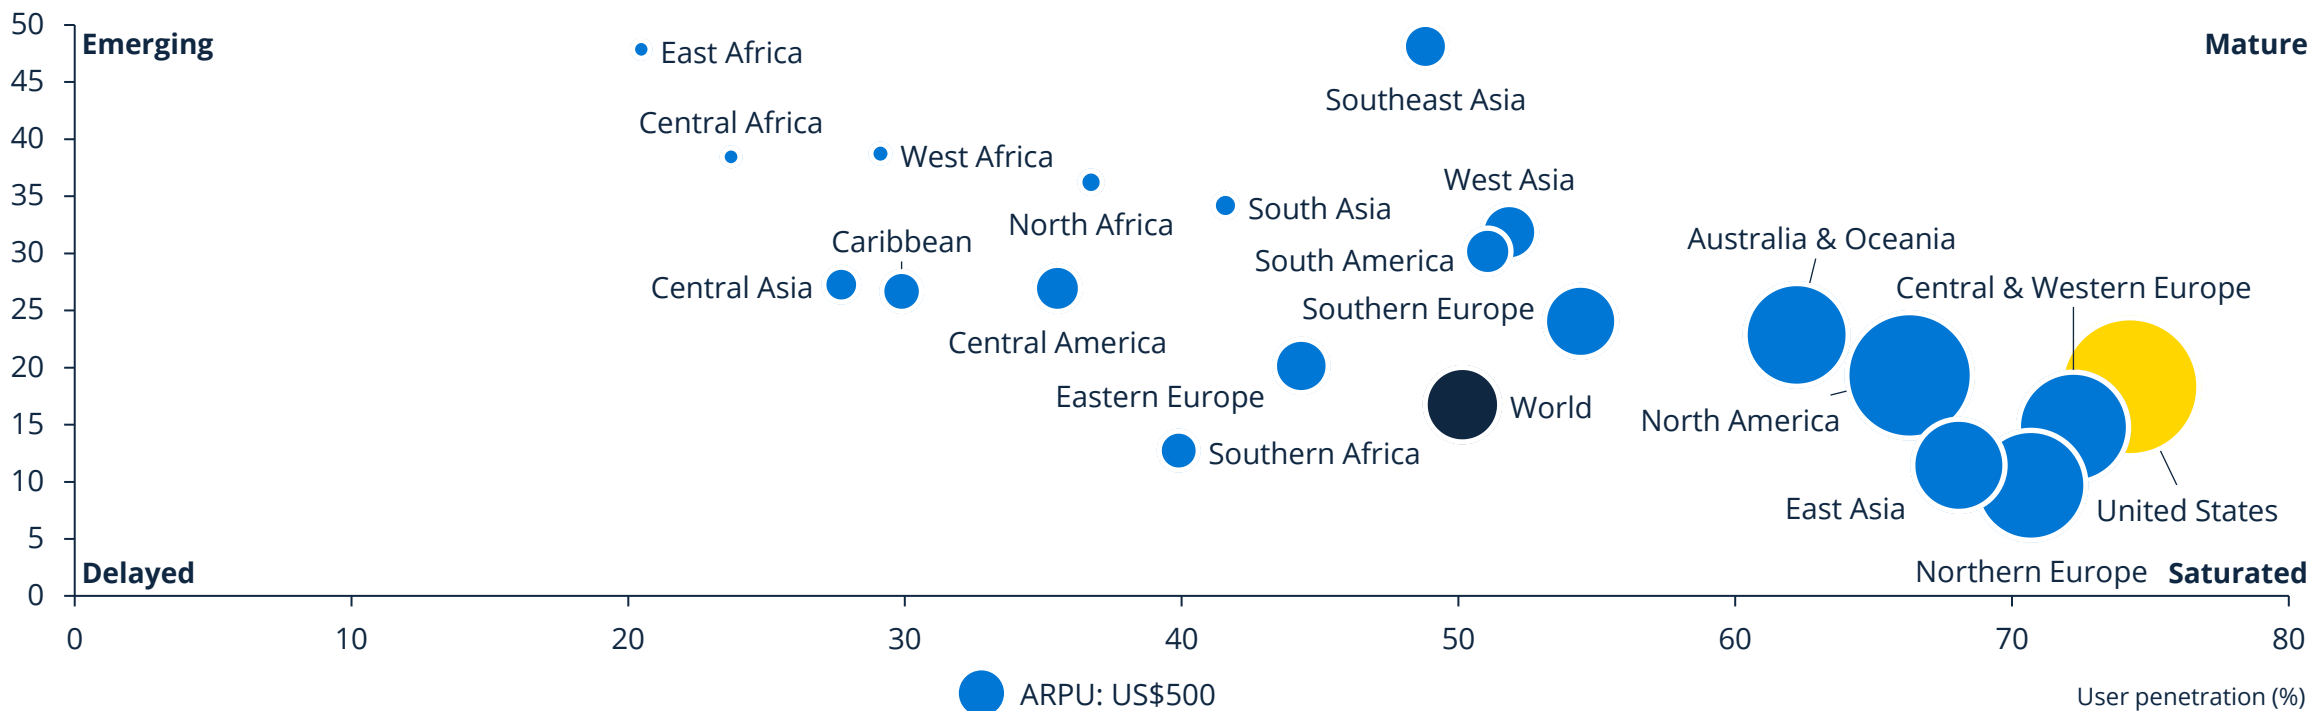 50
Emerging
Mature
East Africa
45
Southeast Asia
Central Africa
40
West Africa
West Asia
35
South Asia
North Africa
Caribbean
Australia & Oceania
30
South America
Central Asia
Central & Western Europe
25
Southern Europe
Central America
20
Eastern Europe
World
North America
15
Southern Africa
10
East Asia
United States
5
Delayed
Northern Europe
Saturated
0
0 10 20 30 40 50 60 70 80
ARPU: US$500
User penetration (%)